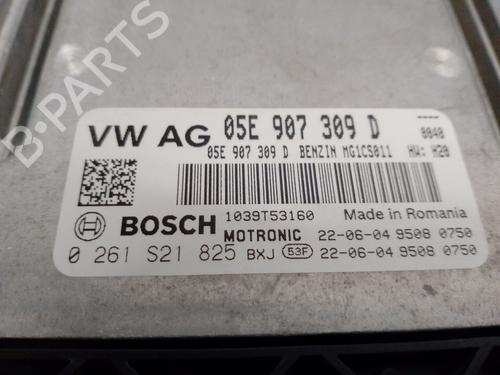 VW AG 05E 907 309 D
0040
05E 907 309 D BENZIN MG1CS011 HW: H20
BOSCH 1039T53160 Made in Romania
MOTRONIC 22-06-04 9508 0750
0 261 S21 825 BXJ 53F 22-06-04 9508 0750
B-PARTS